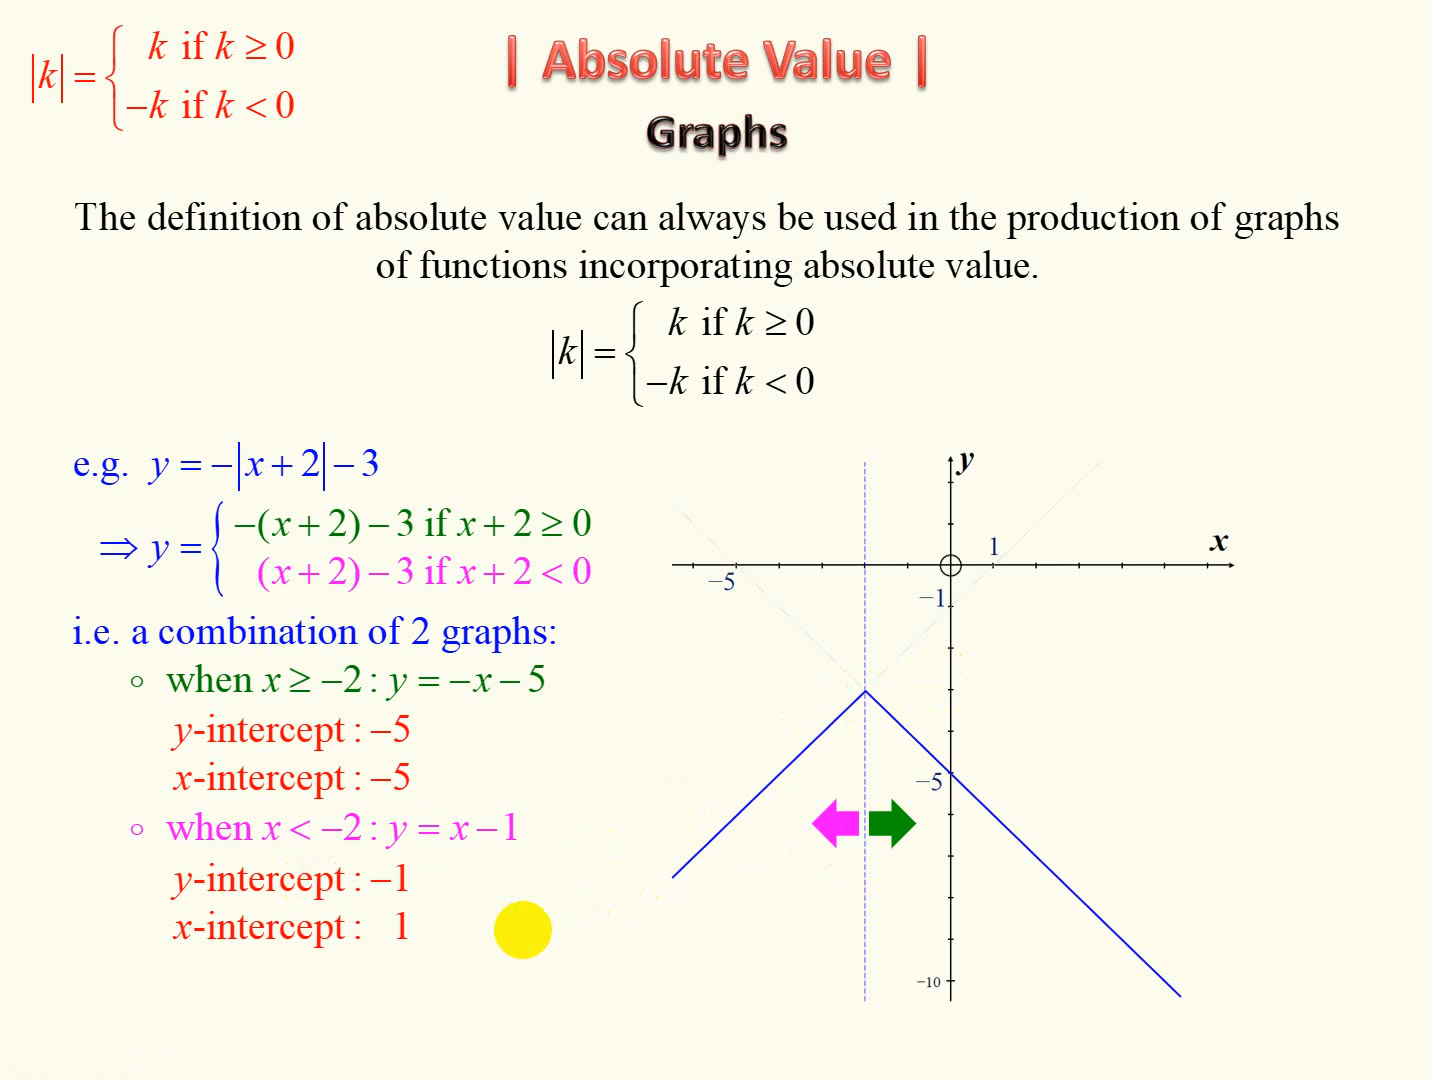 |k| = { k if k ≥ 0
−k if k < 0
| Absolute Value |
Graphs
The definition of absolute value can always be used in the production of graphs
of functions incorporating absolute value.
|k| = { k if k ≥ 0
−k if k < 0
e.g. y = −|x + 2| − 3
⇒ y = { −(x + 2) − 3 if x + 2 ≥ 0
(x + 2) − 3 if x + 2 < 0
i.e. a combination of 2 graphs:
∘ when x ≥ −2 : y = −x − 5
y-intercept : −5
x-intercept : −5
∘ when x < −2 : y = x − 1
y-intercept : −1
x-intercept : 1
y
x
1
−5
−1
−5
−10